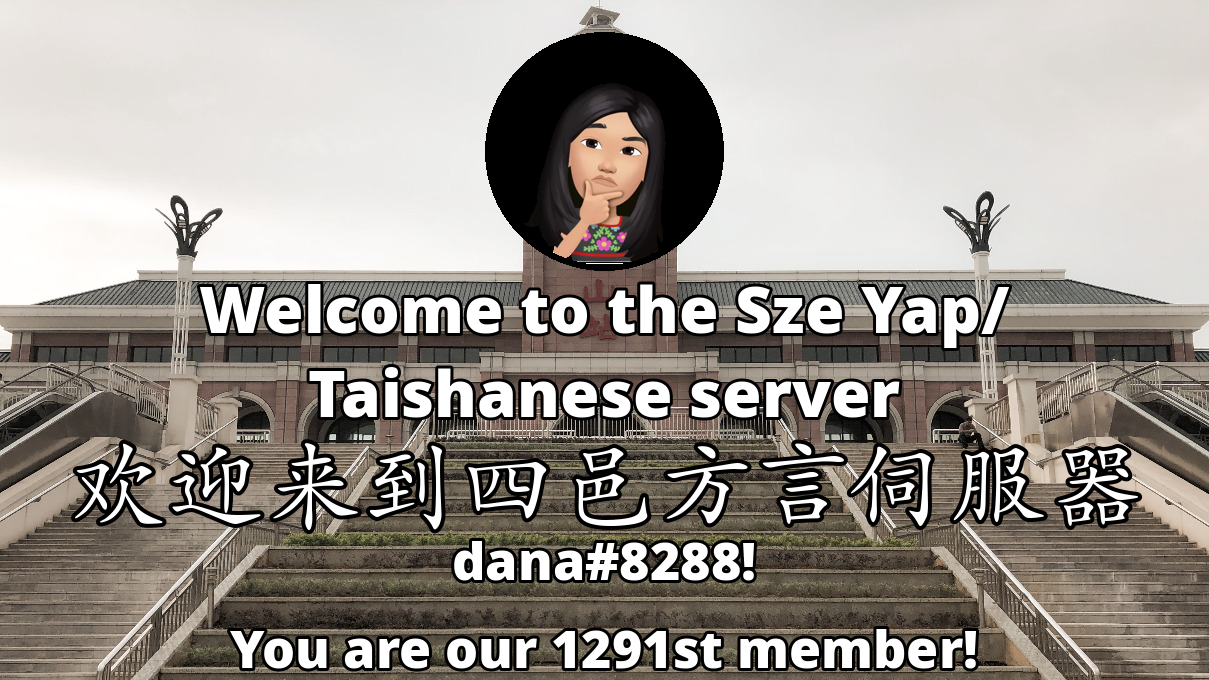 Welcome to the Sze Yap/
Taishanese server
欢迎来到四邑方言伺服器
dana#8288!
You are our 1291st member!